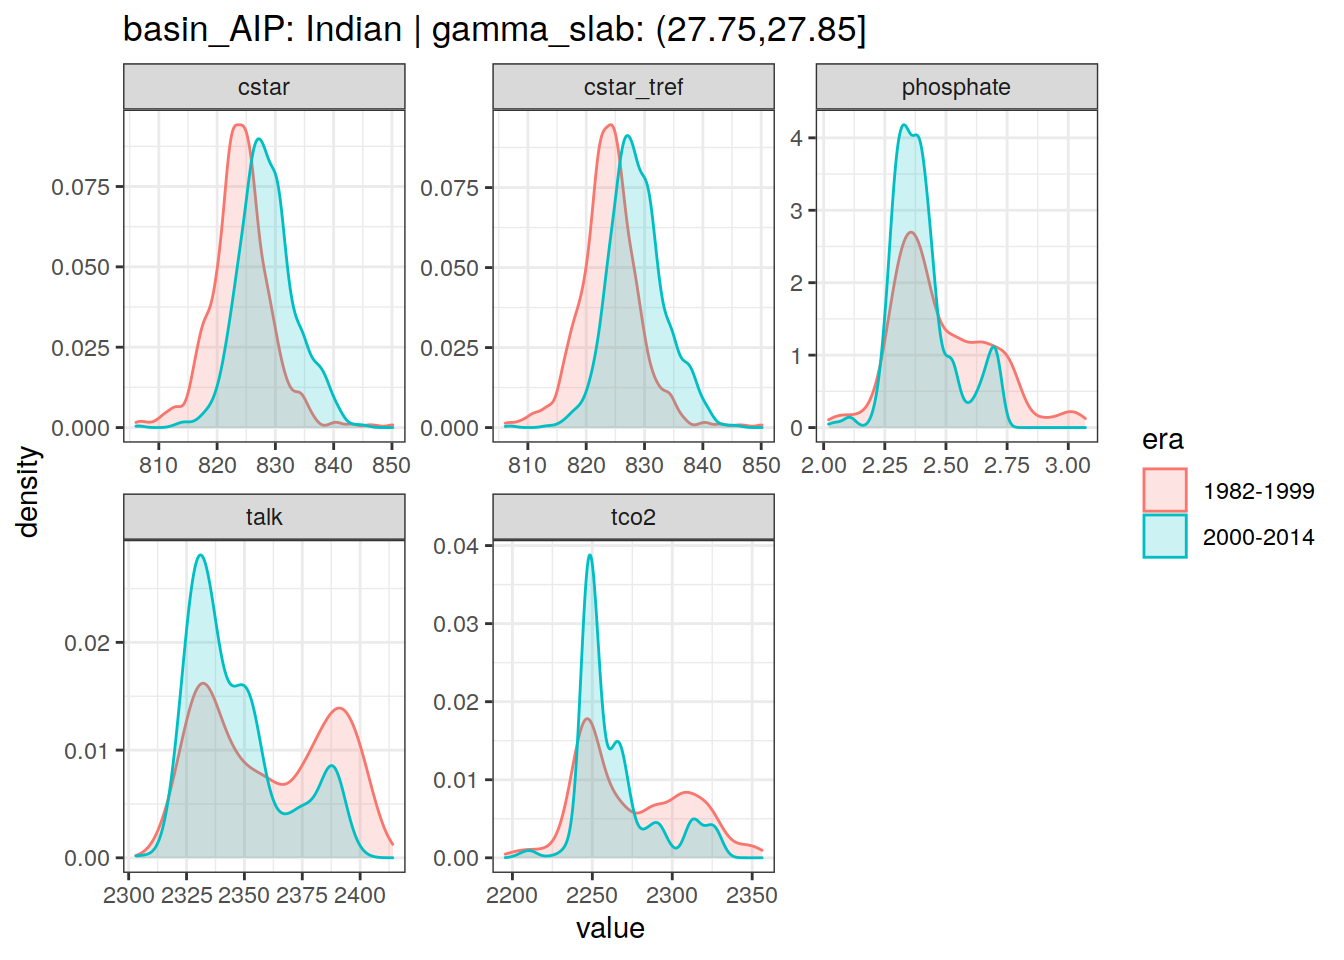 basin_AIP: Indian | gamma_slab: (27.75,27.85]
cstar
cstar_tref
phosphate
0.075
0.050
0.025
0.000
810 820 830 840 850
0.075
0.050
0.025
0.000
810 820 830 840 850
4
3
2
1
0
2.00 2.25 2.50 2.75 3.00
talk
tco2
0.02
0.01
0.00
2300 2325 2350 2375 2400
0.04
0.03
0.02
0.01
0.00
2200 2250 2300 2350
density
value
era
1982-1999
2000-2014